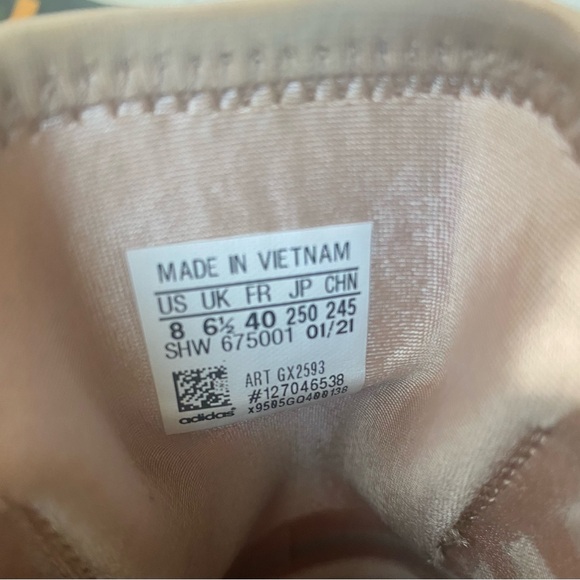 MADE IN VIETNAM
US UK FR JP CHN
8 6½ 40 250 245
SHW 675001 01/21
ART GX2593
#127046538
x9505GO400138
adidas